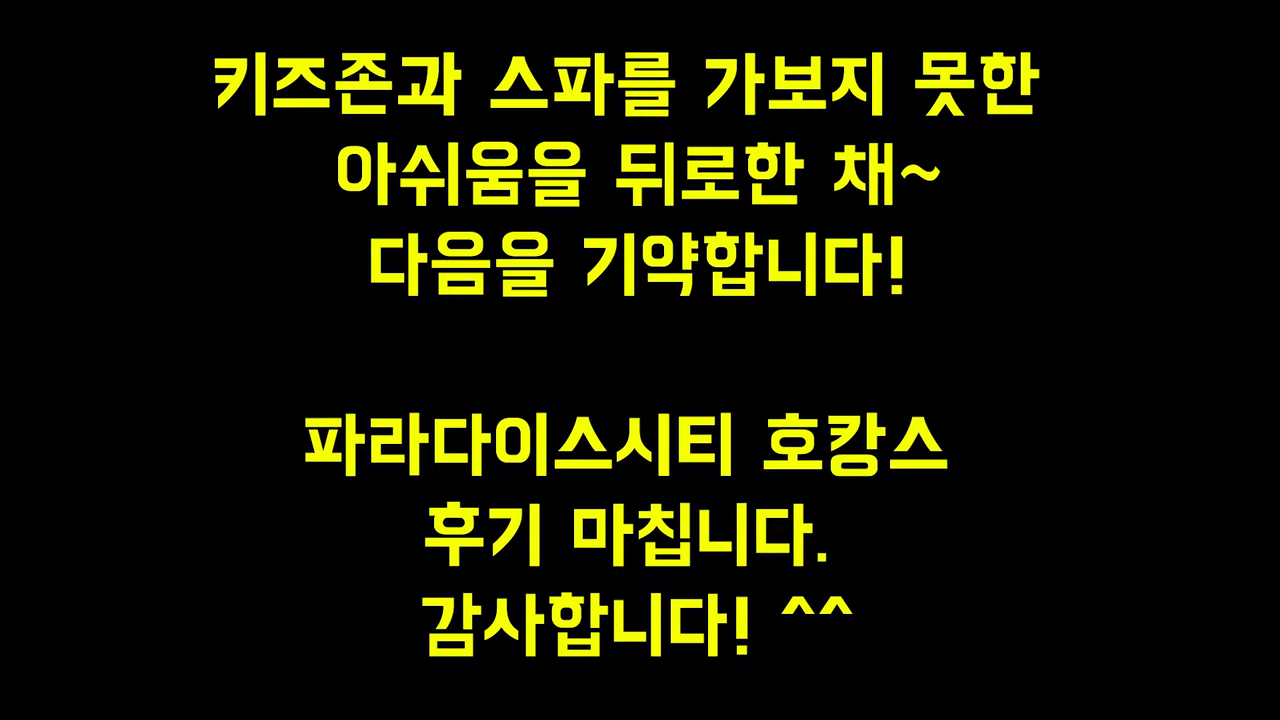 키즈존과 스파를 가보지 못한
아쉬움을 뒤로한 채~
다음을 기약합니다!
파라다이스시티 호캉스
후기 마칩니다.
감사합니다! ^^